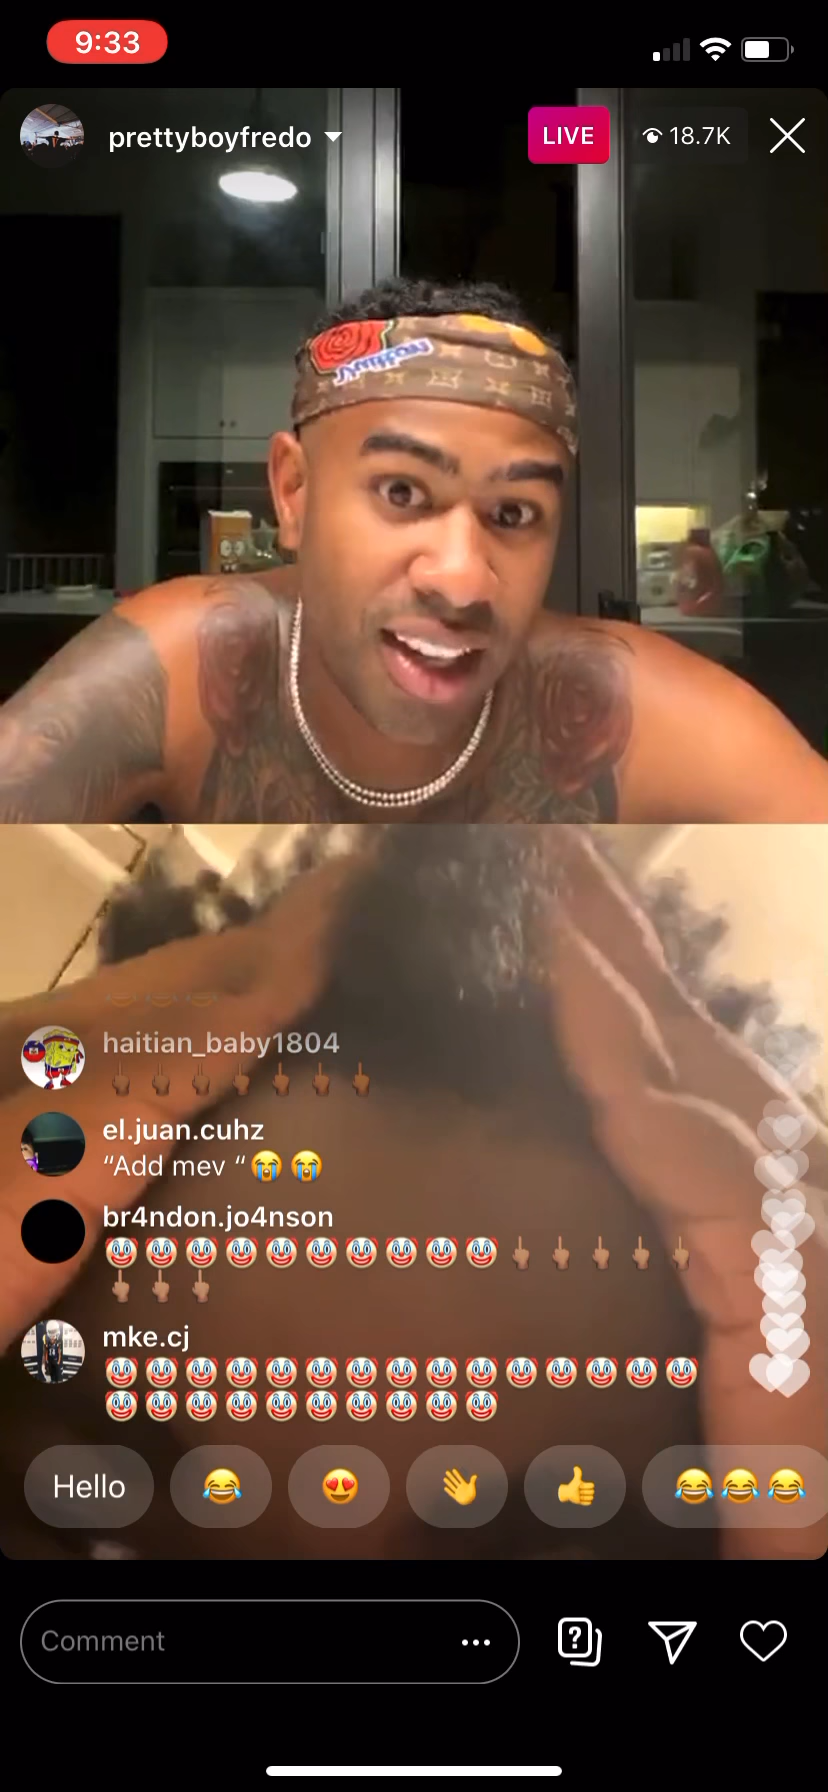 9:33
prettyboyfredo
LIVE
18.7K
haitian_baby1804
🖕🏾🖕🏾🖕🏾🖕🏾🖕🏾🖕🏾🖕🏾
el.juan.cuhz
“Add mev “😭😭
br4ndon.jo4nson
🤡🤡🤡🤡🤡🤡🤡🤡🤡🤡🖕🏽🖕🏽🖕🏽🖕🏽🖕🏽
🖕🏽🖕🏽🖕🏽
mke.cj
🤡🤡🤡🤡🤡🤡🤡🤡🤡🤡🤡🤡🤡🤡🤡
🤡🤡🤡🤡🤡🤡🤡🤡🤡🤡
Hello 😂 😍 👋 👍 😂😂😂
Comment